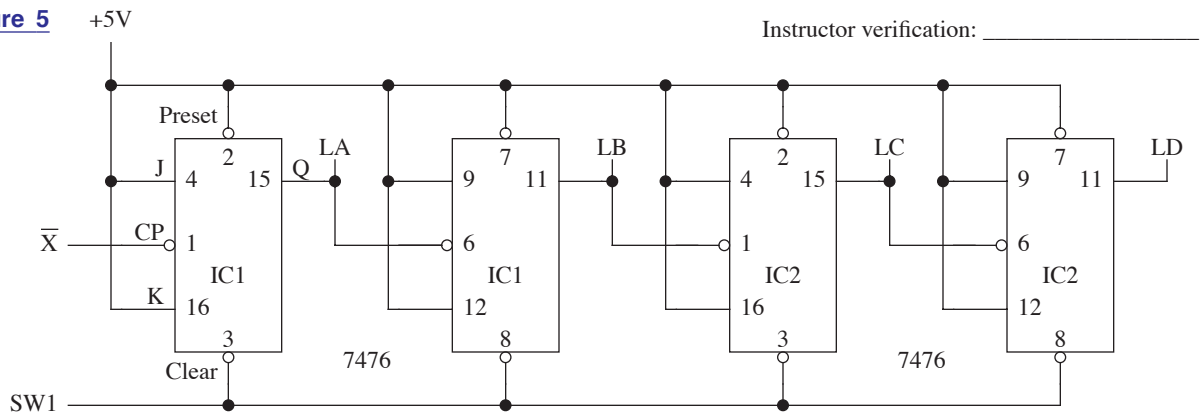 ure 5
+5V
Instructor verification: __________________
Preset
2 7 2 7
LA LB LC LD
J 4 15 Q 9 11 4 15 9 11
X̅ CP 1 6 1 6
IC1 IC1 IC2 IC2
K 16 12 16 12
3 8 3 8
Clear 7476 7476
SW1